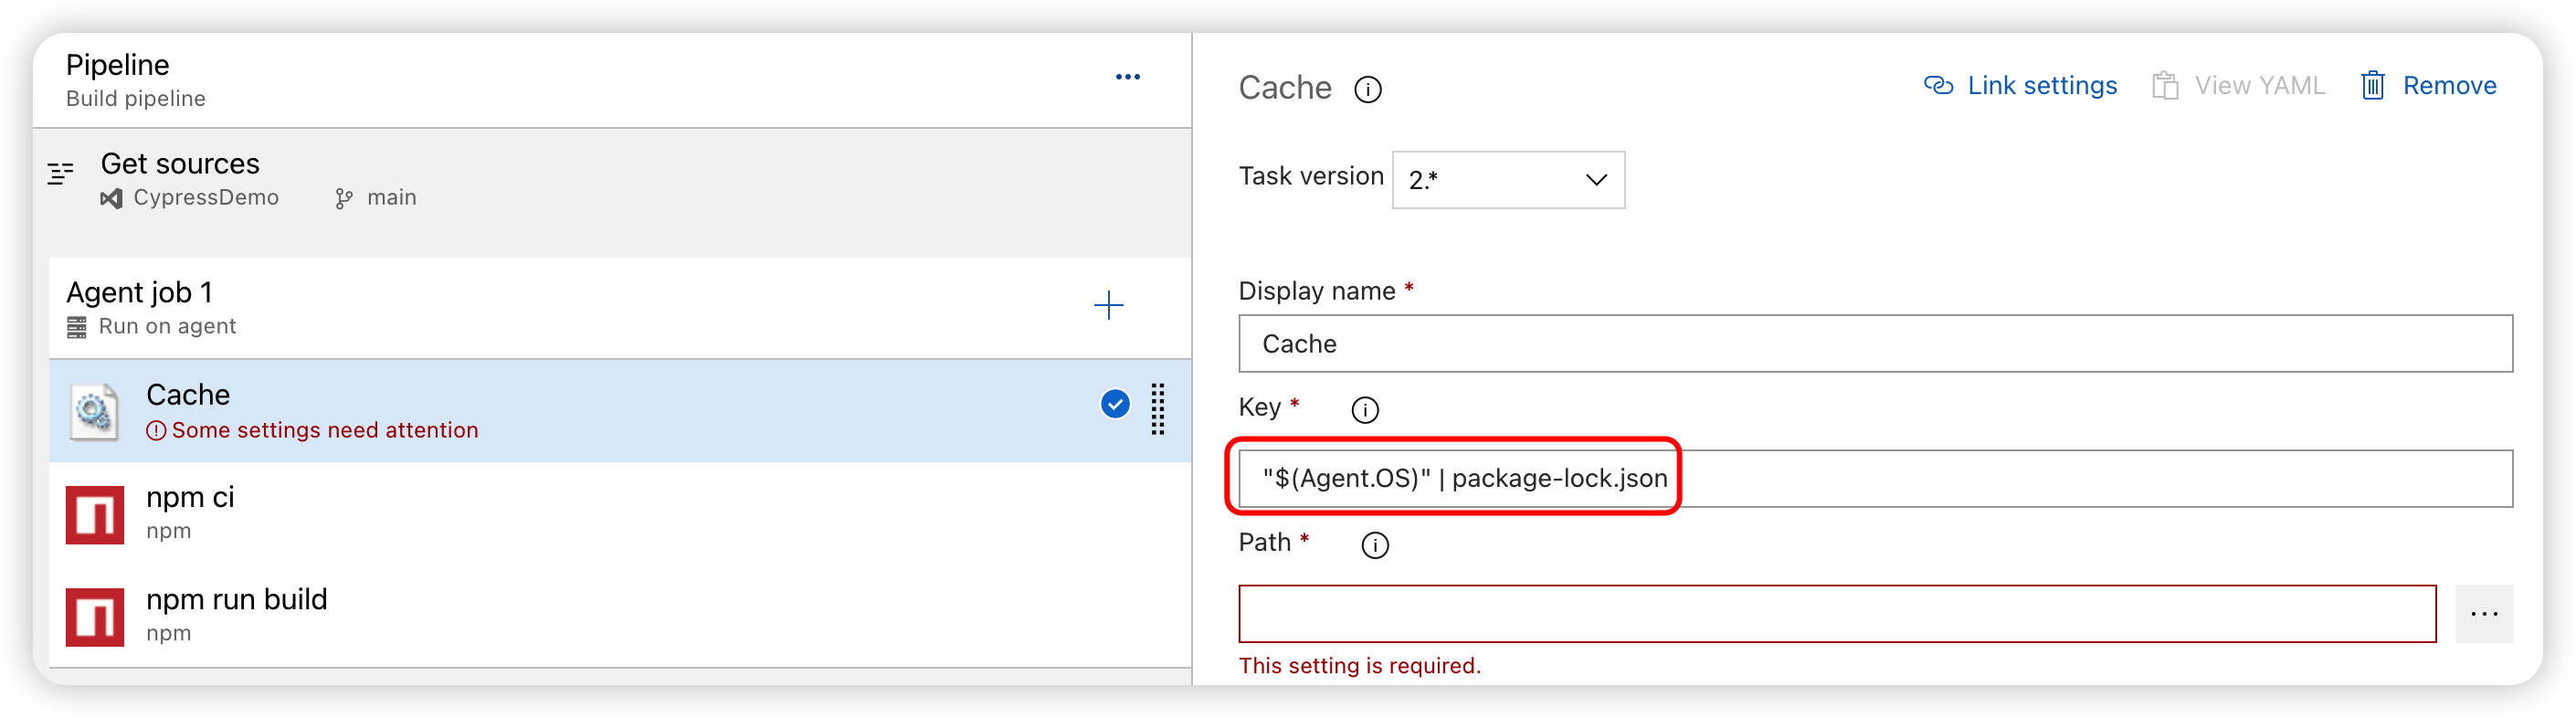 Pipeline
Build pipeline
Get sources
CypressDemo main
Agent job 1
Run on agent
Cache
Some settings need attention
npm ci
npm
npm run build
npm
Cache
Link settings
View YAML
Remove
Task version 2.*
Display name *
Cache
Key *
"$(Agent.OS)" | package-lock.json
Path *
This setting is required.